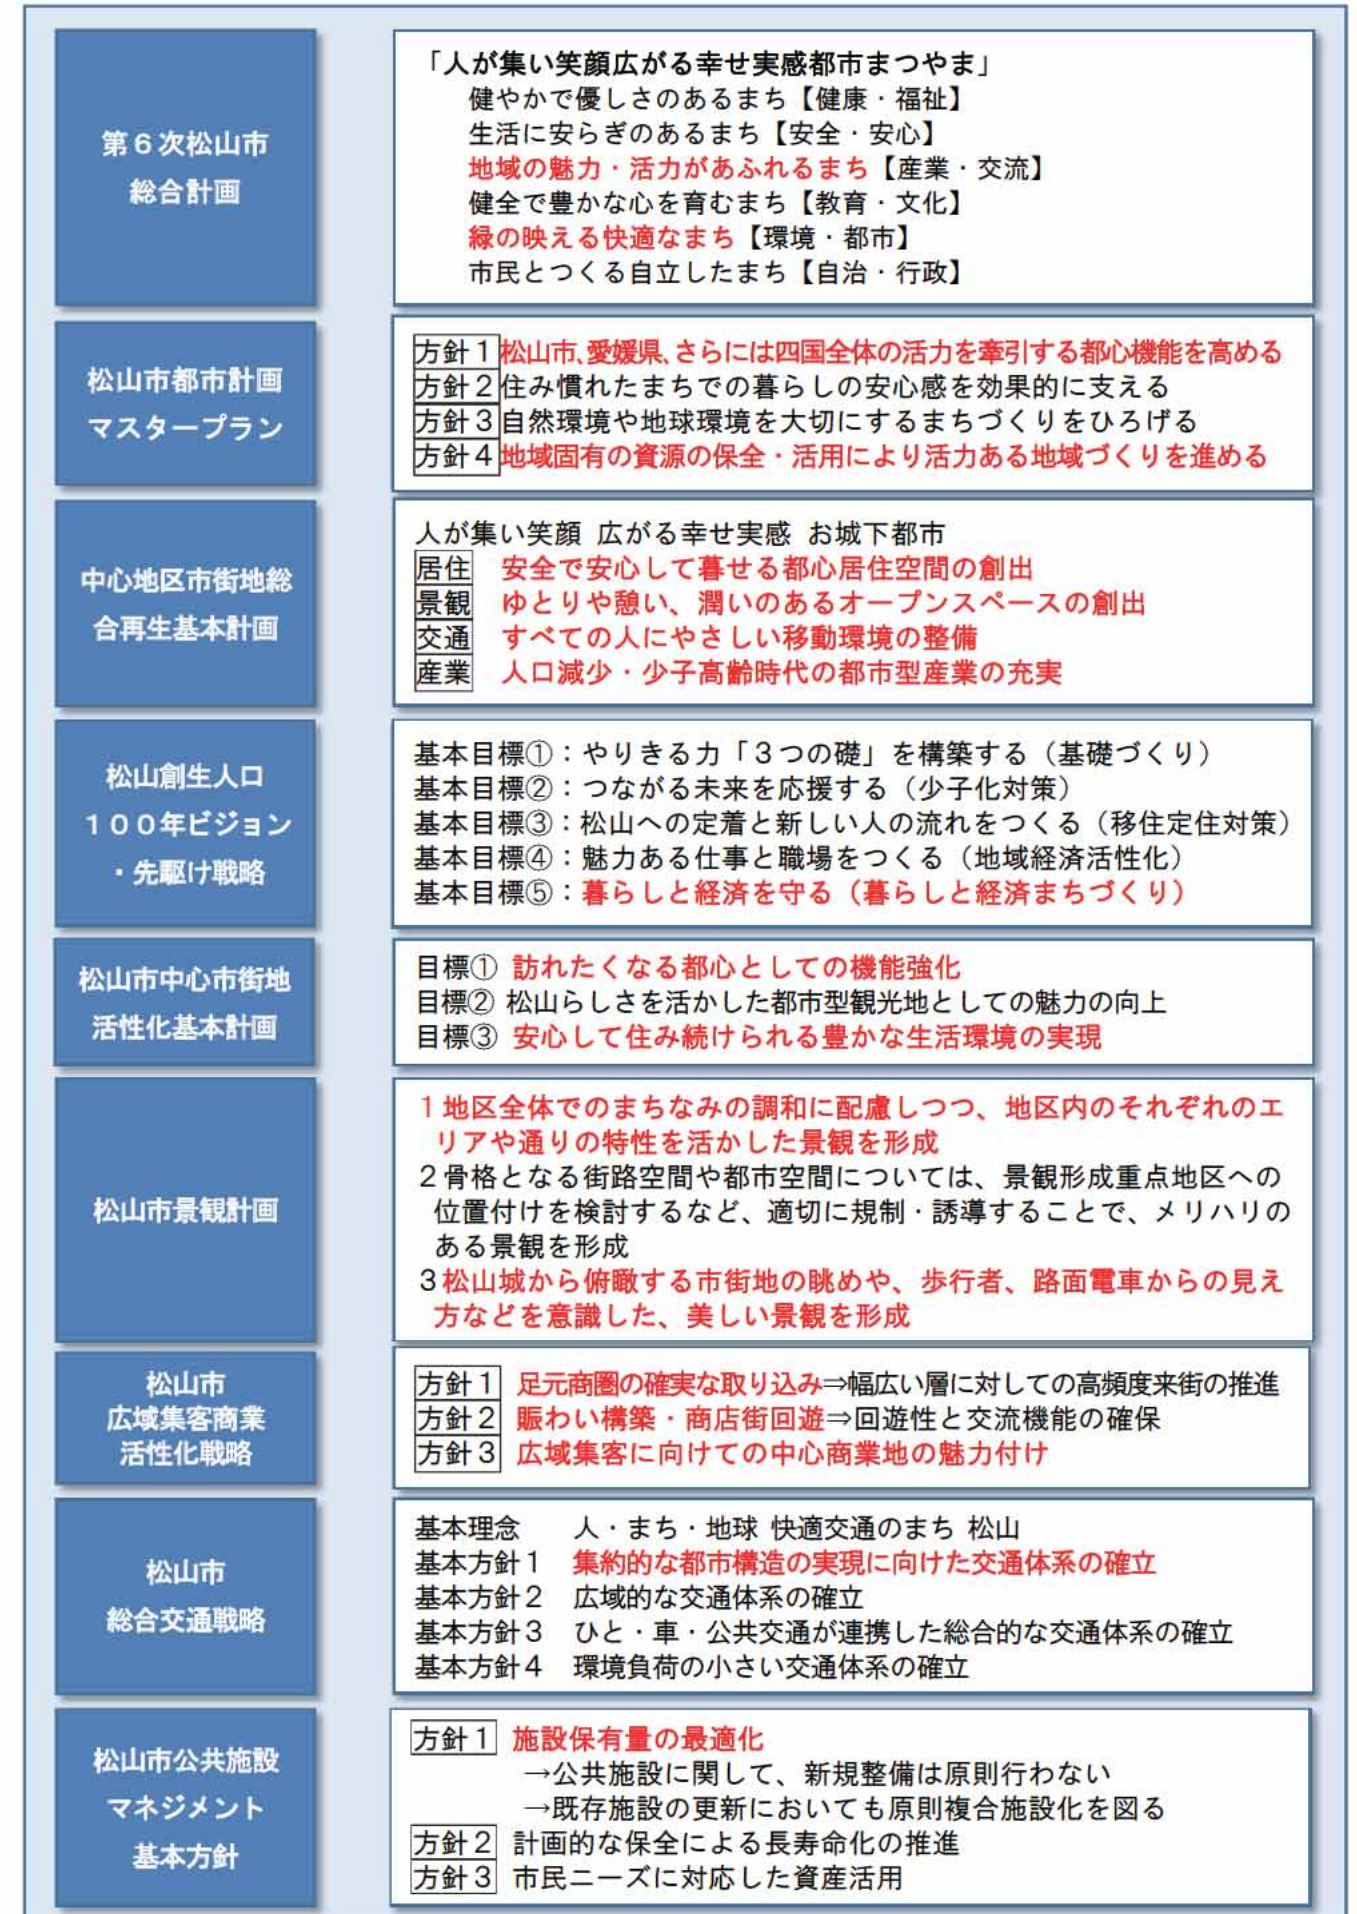 第６次松山市
総合計画
「人が集い笑顔広がる幸せ実感都市まつやま」
健やかで優しさのあるまち【健康・福祉】
生活に安らぎのあるまち【安全・安心】
地域の魅力・活力があふれるまち【産業・交流】
健全で豊かな心を育むまち【教育・文化】
緑の映える快適なまち【環境・都市】
市民とつくる自立したまち【自治・行政】
松山市都市計画
マスタープラン
方針１松山市、愛媛県、さらには四国全体の活力を牽引する都心機能を高める
方針２住み慣れたまちでの暮らしの安心感を効果的に支える
方針３自然環境や地球環境を大切にするまちづくりをひろげる
方針４地域固有の資源の保全・活用により活力ある地域づくりを進める
中心地区市街地総
合再生基本計画
人が集い笑顔 広がる幸せ実感 お城下都市
居住 安全で安心して暮せる都心居住空間の創出
景観 ゆとりや憩い、潤いのあるオープンスペースの創出
交通 すべての人にやさしい移動環境の整備
産業 人口減少・少子高齢時代の都市型産業の充実
松山創生人口
１００年ビジョン
・先駆け戦略
基本目標①：やりきる力「３つの礎」を構築する（基礎づくり）
基本目標②：つながる未来を応援する（少子化対策）
基本目標③：松山への定着と新しい人の流れをつくる（移住定住対策）
基本目標④：魅力ある仕事と職場をつくる（地域経済活性化）
基本目標⑤：暮らしと経済を守る（暮らしと経済まちづくり）
松山市中心市街地
活性化基本計画
目標① 訪れたくなる都心としての機能強化
目標② 松山らしさを活かした都市型観光地としての魅力の向上
目標③ 安心して住み続けられる豊かな生活環境の実現
松山市景観計画
１地区全体でのまちなみの調和に配慮しつつ、地区内のそれぞれのエ
リアや通りの特性を活かした景観を形成
２骨格となる街路空間や都市空間については、景観形成重点地区への
位置付けを検討するなど、適切に規制・誘導することで、メリハリの
ある景観を形成
３松山城から俯瞰する市街地の眺めや、歩行者、路面電車からの見え
方などを意識した、美しい景観を形成
松山市
広域集客商業
活性化戦略
方針１ 足元商圏の確実な取り込み⇒幅広い層に対しての高頻度来街の推進
方針２ 賑わい構築・商店街回遊⇒回遊性と交流機能の確保
方針３ 広域集客に向けての中心商業地の魅力付け
松山市
総合交通戦略
基本理念 人・まち・地球 快適交通のまち 松山
基本方針１ 集約的な都市構造の実現に向けた交通体系の確立
基本方針２ 広域的な交通体系の確立
基本方針３ ひと・車・公共交通が連携した総合的な交通体系の確立
基本方針４ 環境負荷の小さい交通体系の確立
松山市公共施設
マネジメント
基本方針
方針１ 施設保有量の最適化
→公共施設に関して、新規整備は原則行わない
→既存施設の更新においても原則複合施設化を図る
方針２ 計画的な保全による長寿命化の推進
方針３ 市民ニーズに対応した資産活用